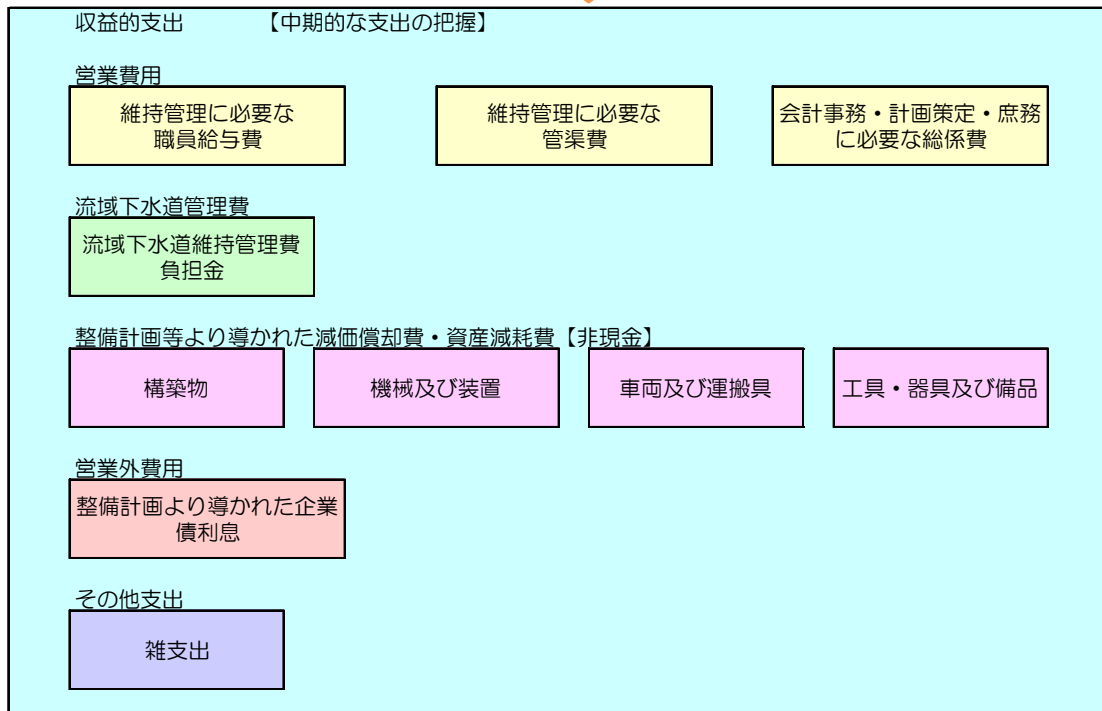 収益的支出 【中期的な支出の把握】
営業費用
維持管理に必要な
職員給与費
維持管理に必要な
管渠費
会計事務・計画策定・庶務
に必要な総係費
流域下水道管理費
流域下水道維持管理費
負担金
整備計画等より導かれた減価償却費・資産減耗費【非現金】
構築物
機械及び装置
車両及び運搬具
工具・器具及び備品
営業外費用
整備計画より導かれた企業
債利息
その他支出
雑支出